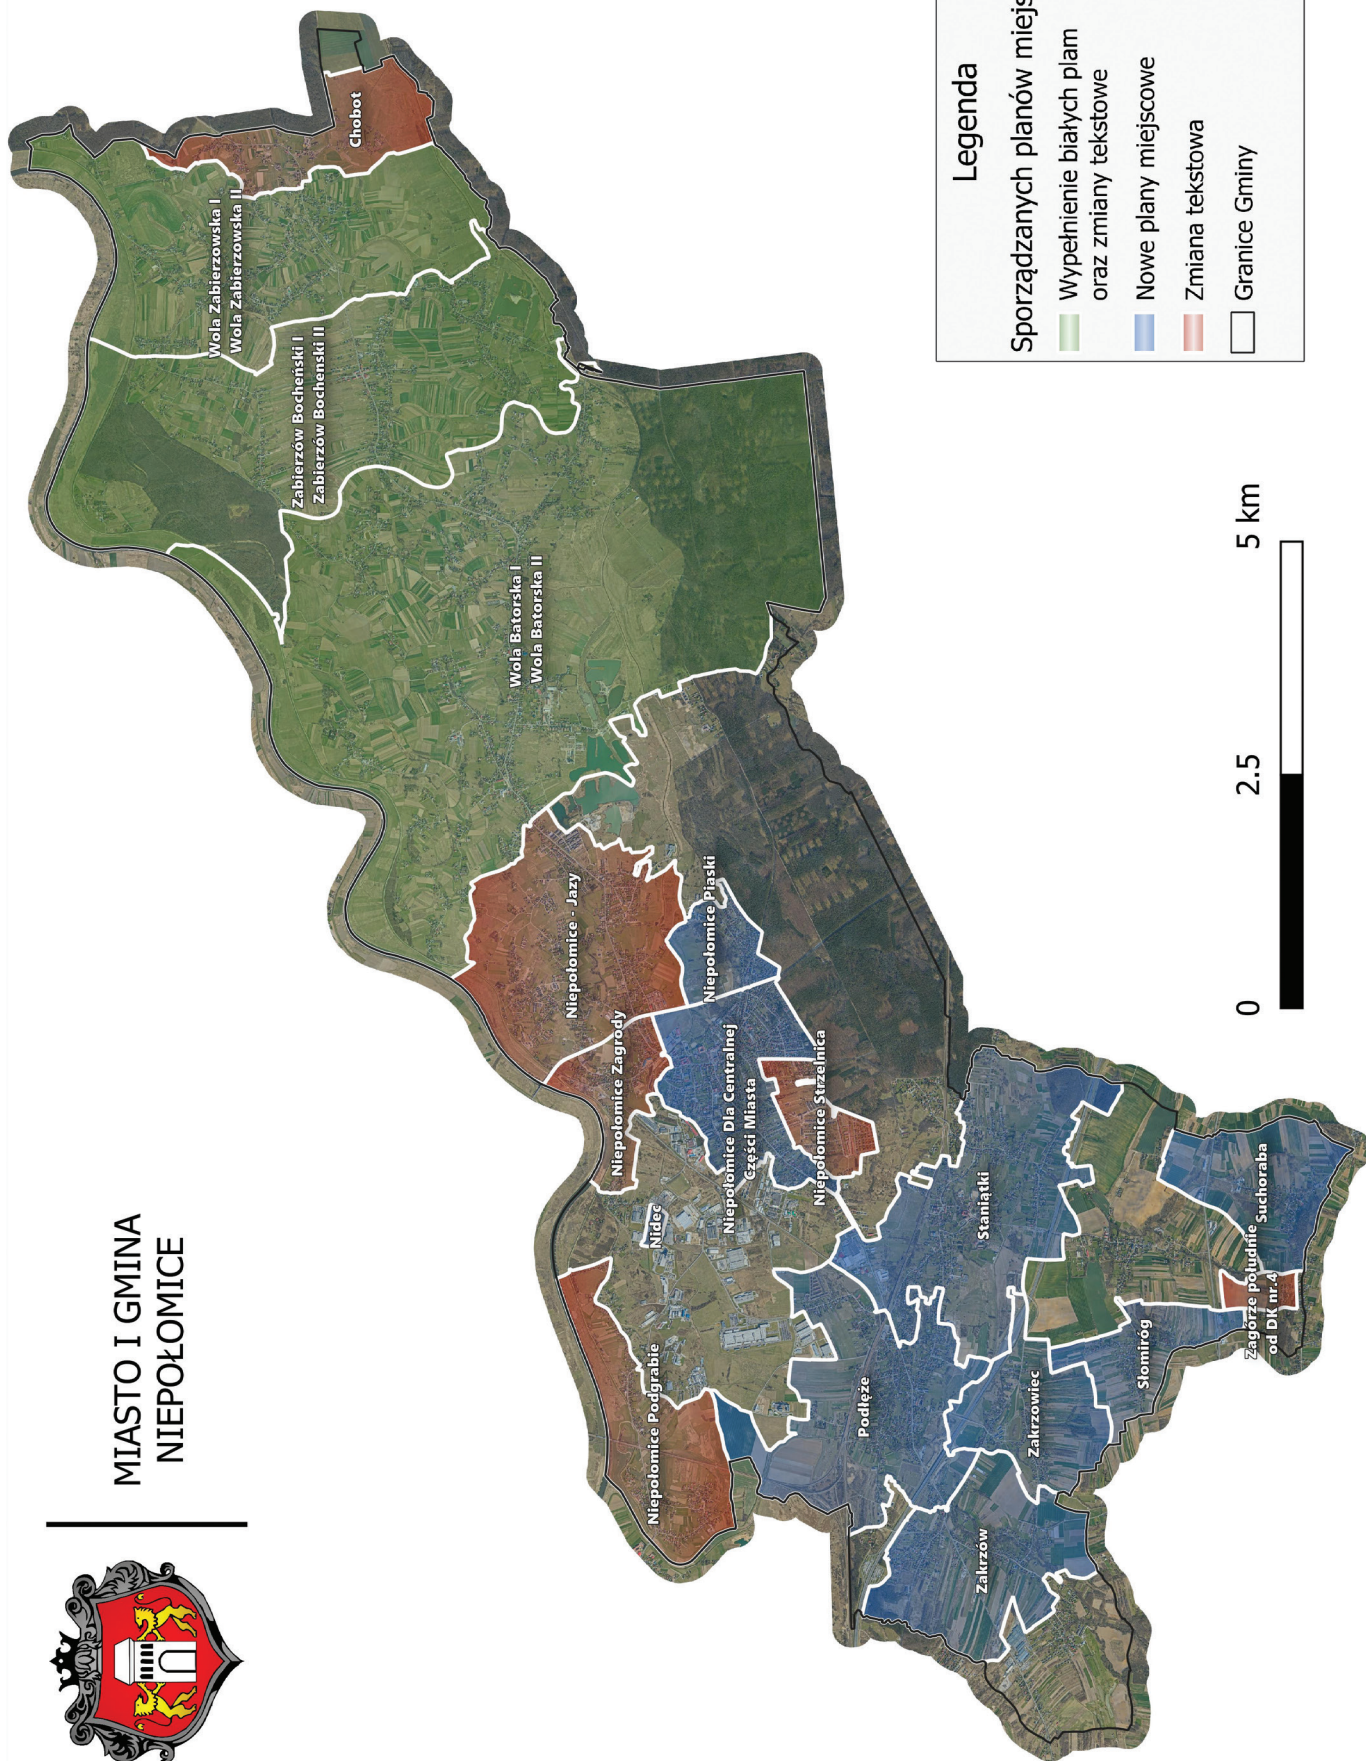 MIASTO I GMINA
NIEPOŁOMICE
Chobot
Wola Zabierzowska I
Wola Zabierzowska II
Zabierzów Bocheński I
Zabierzów Bocheński II
Wola Batorska I
Wola Batorska II
Niepołomice - Jazy
Niepołomice Piaski
Niepołomice Zagrody
Niepołomice Dla Centralnej
Części Miasta
Niepołomice Strzelnica
Nidec
Niepołomice Podgrabie
Staniątki
Podłęże
Suchoraba
Zagórze południe
od DK nr.4
Słomiróg
Zakrzowiec
Zakrzów
0 2.5 5 km
Legenda
Sporządzanych planów miejs
Wypełnienie białych plam
oraz zmiany tekstowe
Nowe plany miejscowe
Zmiana tekstowa
Granice Gminy